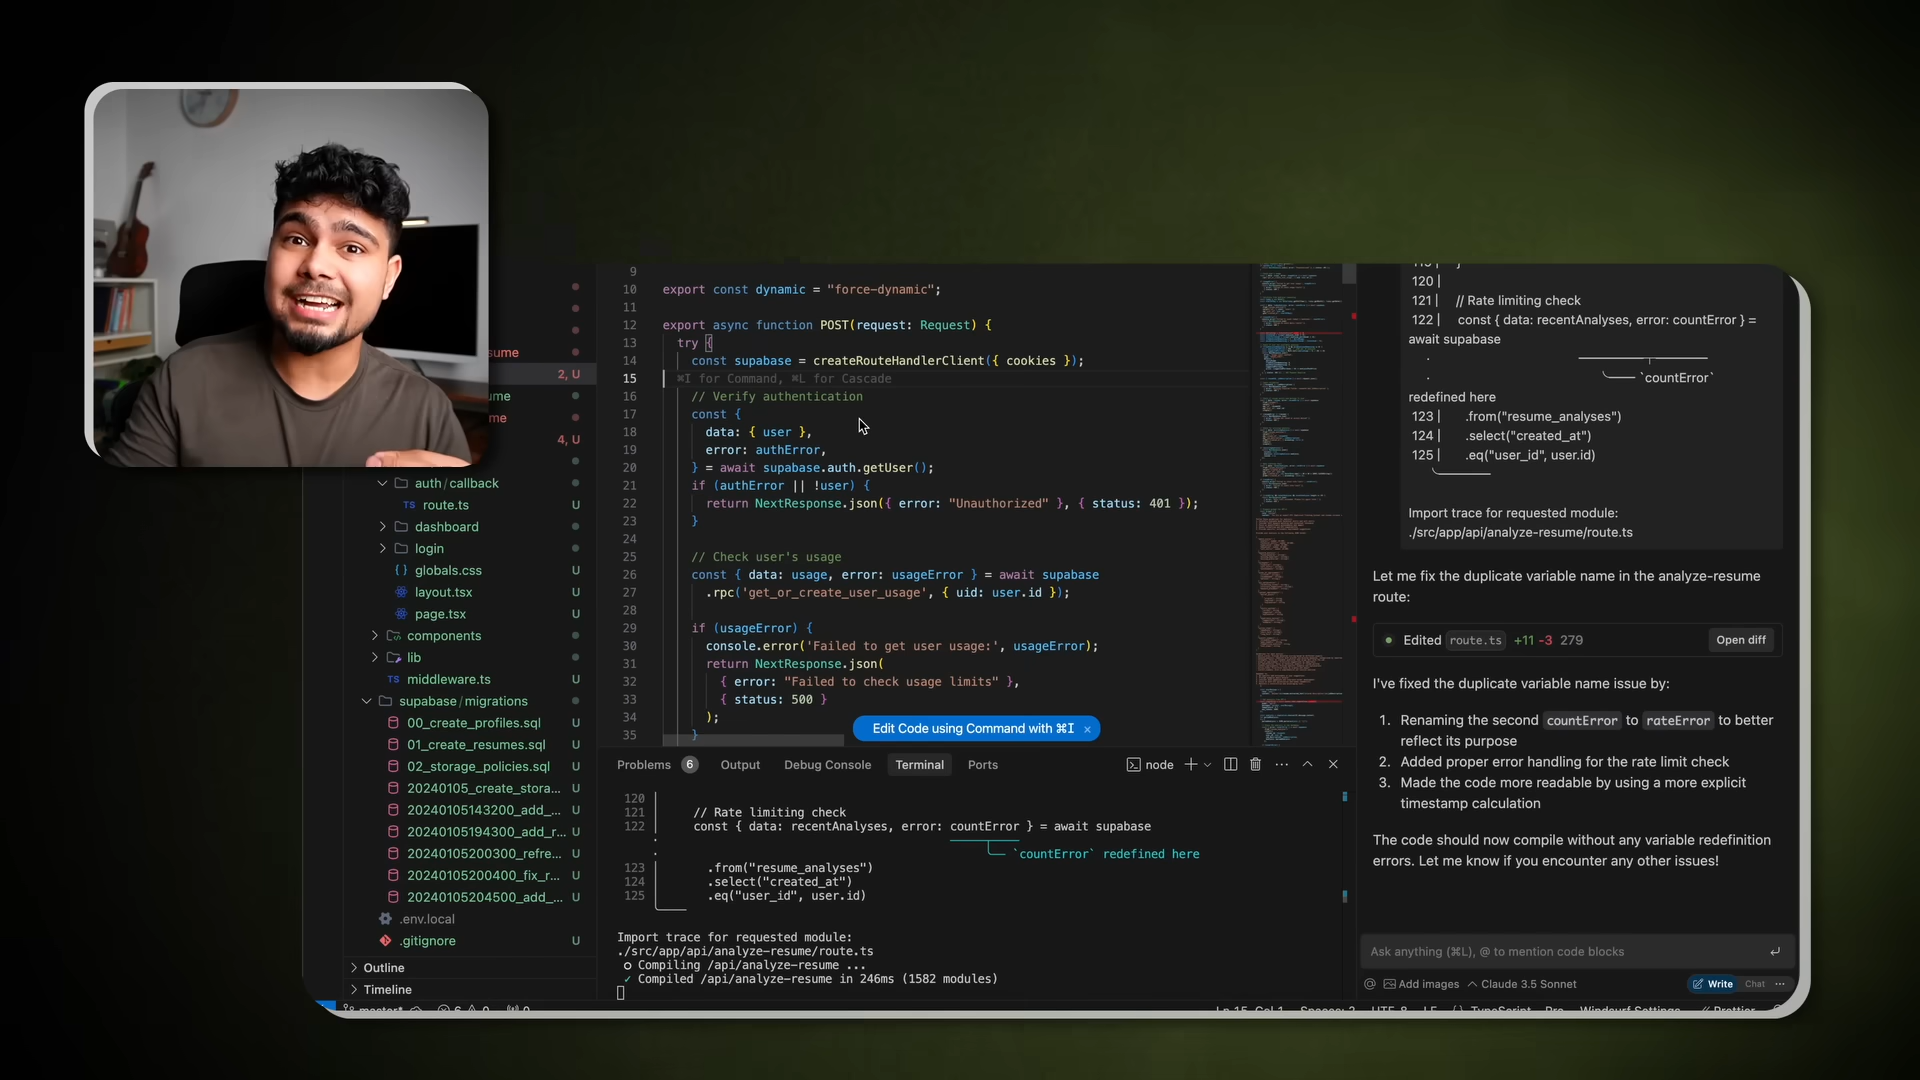 sume
2, U
me
me
4, U
auth / callback
TS route.ts U
dashboard
login
{ } globals.css U
layout.tsx U
page.tsx U
components
lib
TS middleware.ts U
supabase / migrations
00_create_profiles.sql U
01_create_resumes.sql U
02_storage_policies.sql U
20240105_create_stora... U
20240105143200_add_... U
20240105194300_add_r... U
20240105200300_refre... U
20240105200400_fix_r... U
20240105204500_add_... U
.env.local
.gitignore U
Outline
Timeline
9
10 export const dynamic = "force-dynamic";
11
12 export async function POST(request: Request) {
13 try {
14 const supabase = createRouteHandlerClient({ cookies });
15 ⌘I for Command, ⌘L for Cascade
16 // Verify authentication
17 const {
18 data: { user },
19 error: authError,
20 } = await supabase.auth.getUser();
21 if (authError || !user) {
22 return NextResponse.json({ error: "Unauthorized" }, { status: 401 });
23 }
24
25 // Check user's usage
26 const { data: usage, error: usageError } = await supabase
27 .rpc('get_or_create_user_usage', { uid: user.id });
28
29 if (usageError) {
30 console.error('Failed to get user usage:', usageError);
31 return NextResponse.json(
32 { error: "Failed to check usage limits" },
33 { status: 500 }
34 );
35 }
Edit Code using Command with ⌘I ×
Problems 6 Output Debug Console Terminal Ports node
120
121 // Rate limiting check
122 const { data: recentAnalyses, error: countError } = await supabase
`countError` redefined here
123 .from("resume_analyses")
124 .select("created_at")
125 .eq("user_id", user.id)
Import trace for requested module:
./src/app/api/analyze-resume/route.ts
○ Compiling /api/analyze-resume ...
✓ Compiled /api/analyze-resume in 246ms (1582 modules)
120 |
121 | // Rate limiting check
122 | const { data: recentAnalyses, error: countError } =
await supabase
`countError`
redefined here
123 | .from("resume_analyses")
124 | .select("created_at")
125 | .eq("user_id", user.id)
Import trace for requested module:
./src/app/api/analyze-resume/route.ts
Let me fix the duplicate variable name in the analyze-resume
route:
Edited route.ts +11 -3 279 Open diff
I've fixed the duplicate variable name issue by:
1. Renaming the second countError to rateError to better
reflect its purpose
2. Added proper error handling for the rate limit check
3. Made the code more readable by using a more explicit
timestamp calculation
The code should now compile without any variable redefinition
errors. Let me know if you encounter any other issues!
Ask anything (⌘L), @ to mention code blocks
Add images Claude 3.5 Sonnet Write Chat
master*
Ln 15, Col 1 Spaces: 2 UTF-8 LF TypeScript Pro Windsurf Settings Prettier